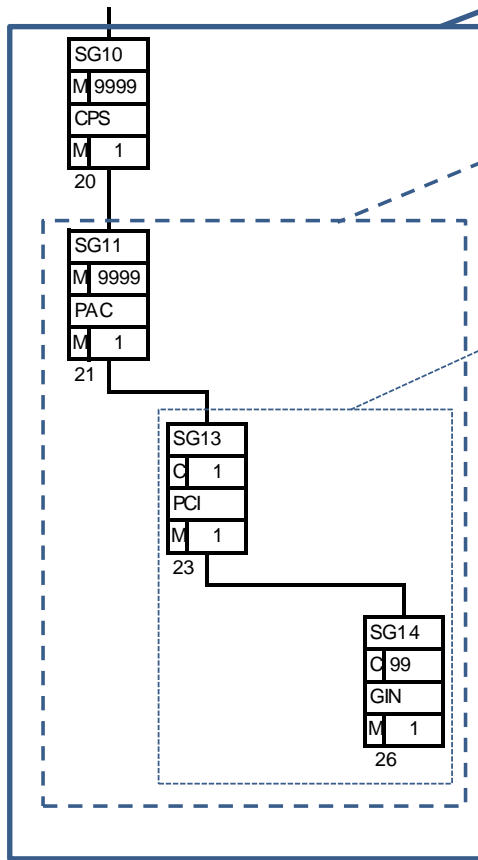 SG10
M 9999
CPS
M 1
20
SG11
M 9999
PAC
M 1
21
SG13
C 1
PCI
M 1
23
SG14
C 99
GIN
M 1
26